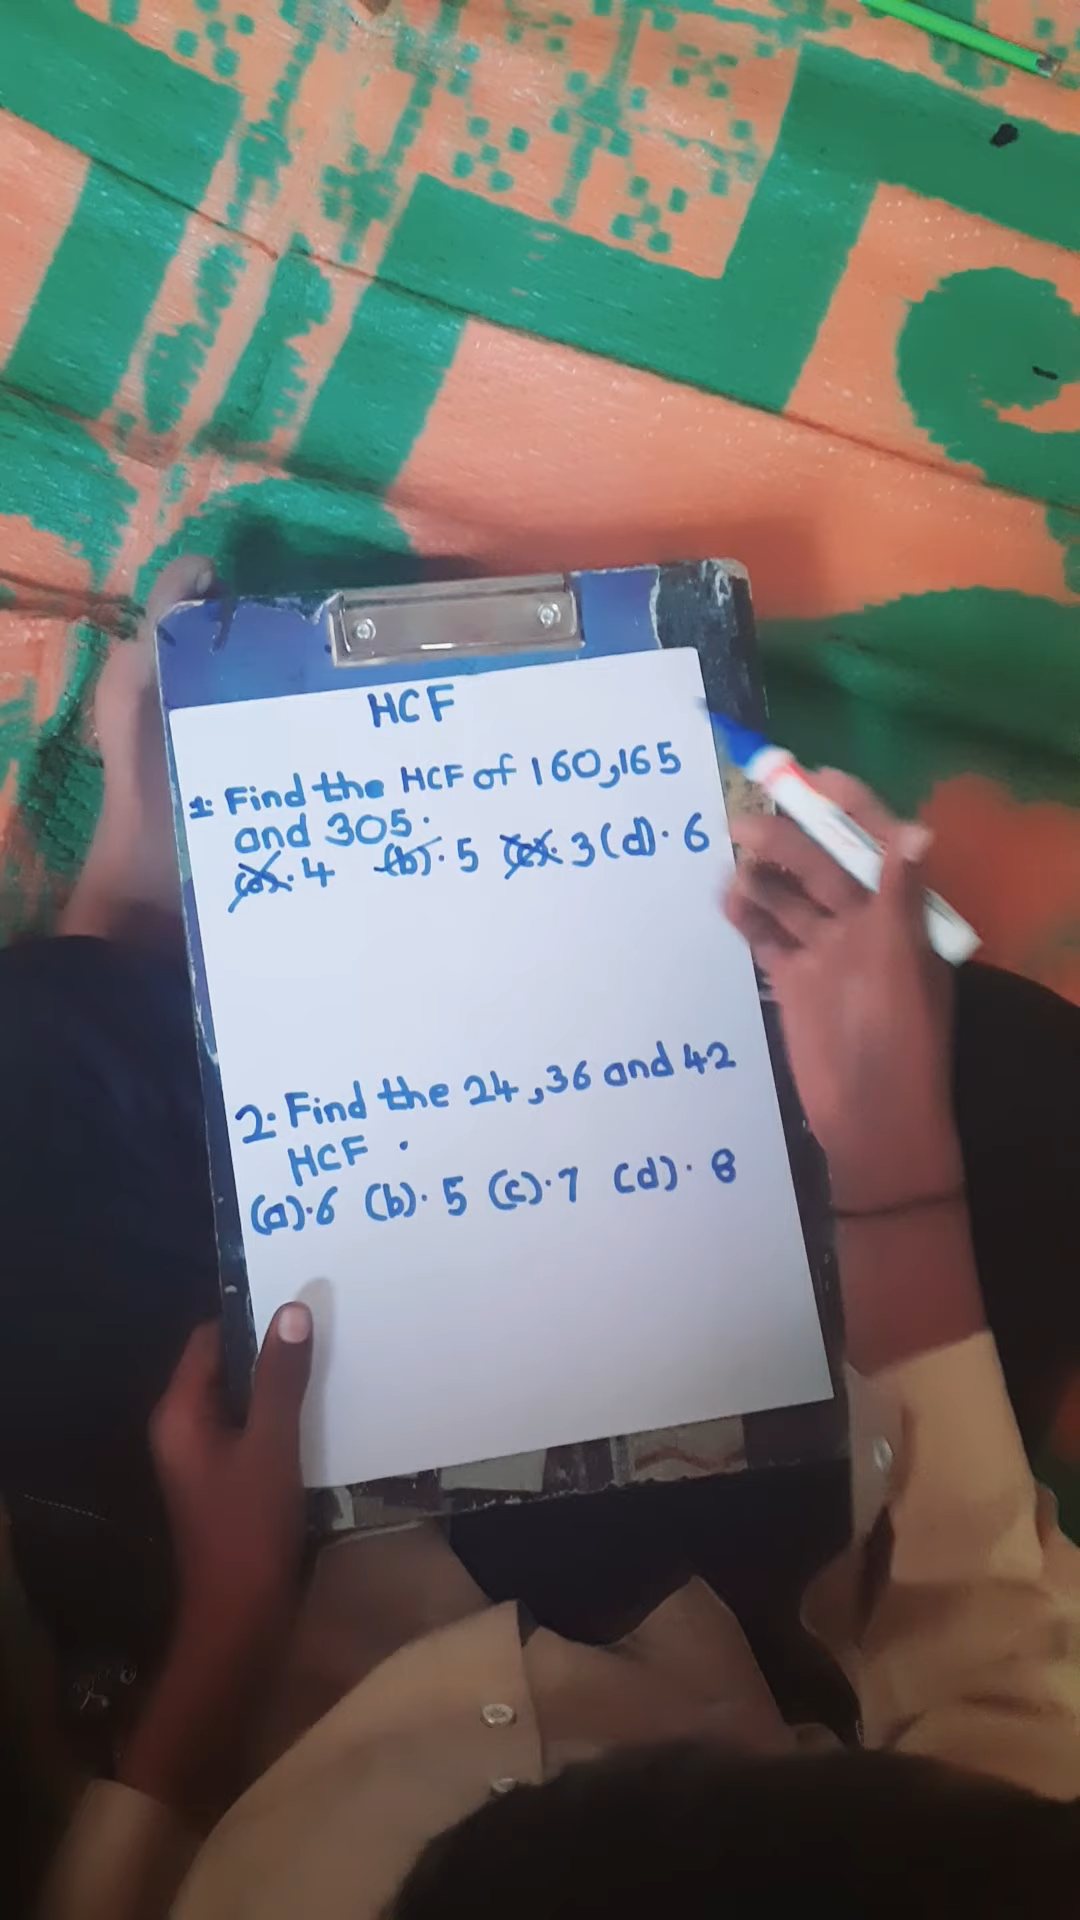 HCF
1. Find the HCF of 160,165
and 305.
(a). 4 (b). 5 (c). 3 (d). 6
2. Find the 24,36 and 42
HCF .
(a).6 (b). 5 (c).7 (d). 8